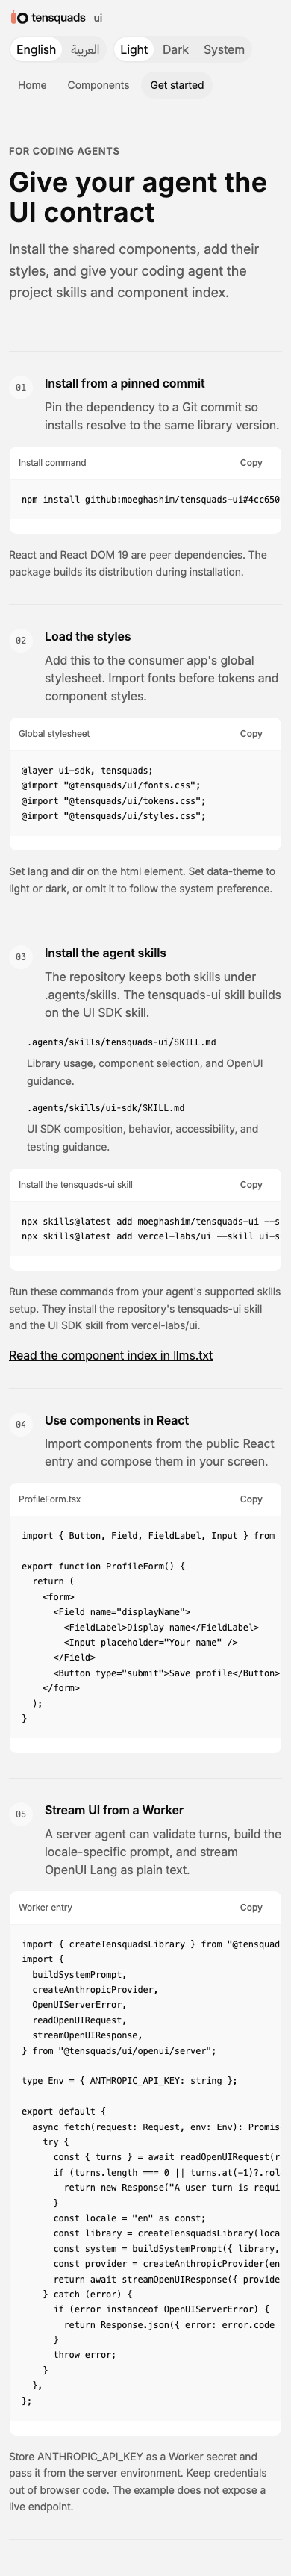 tensquads ui
English العربية Light Dark System
Home Components Get started
FOR CODING AGENTS
Give your agent the
UI contract
Install the shared components, add their
styles, and give your coding agent the
project skills and component index.
01 Install from a pinned commit
Pin the dependency to a Git commit so
installs resolve to the same library version.
Install command Copy
npm install github:moeghashim/tensquads-ui#4cc650
React and React DOM 19 are peer dependencies. The
package builds its distribution during installation.
02 Load the styles
Add this to the consumer app's global
stylesheet. Import fonts before tokens and
component styles.
Global stylesheet Copy
@layer ui-sdk, tensquads;
@import "@tensquads/ui/fonts.css";
@import "@tensquads/ui/tokens.css";
@import "@tensquads/ui/styles.css";
Set lang and dir on the html element. Set data-theme to
light or dark, or omit it to follow the system preference.
03 Install the agent skills
The repository keeps both skills under
.agents/skills. The tensquads-ui skill builds
on the UI SDK skill.
.agents/skills/tensquads-ui/SKILL.md
Library usage, component selection, and OpenUI
guidance.
.agents/skills/ui-sdk/SKILL.md
UI SDK composition, behavior, accessibility, and
testing guidance.
Install the tensquads-ui skill Copy
npx skills@latest add moeghashim/tensquads-ui --s
npx skills@latest add vercel-labs/ui --skill ui-s
Run these commands from your agent's supported skills
setup. They install the repository's tensquads-ui skill
and the UI SDK skill from vercel-labs/ui.
Read the component index in llms.txt
04 Use components in React
Import components from the public React
entry and compose them in your screen.
ProfileForm.tsx Copy
import { Button, Field, FieldLabel, Input } from "
export function ProfileForm() {
return (
<form>
<Field name="displayName">
<FieldLabel>Display name</FieldLabel>
<Input placeholder="Your name" />
</Field>
<Button type="submit">Save profile</Button>
</form>
);
}
05 Stream UI from a Worker
A server agent can validate turns, build the
locale-specific prompt, and stream
OpenUI Lang as plain text.
Worker entry Copy
import { createTensquadsLibrary } from "@tensquad
import {
buildSystemPrompt,
createAnthropicProvider,
OpenUIServerError,
readOpenUIRequest,
streamOpenUIResponse,
} from "@tensquads/ui/openui/server";
type Env = { ANTHROPIC_API_KEY: string };
export default {
async fetch(request: Request, env: Env): Promis
try {
const { turns } = await readOpenUIRequest(r
if (turns.length === 0 || turns.at(-1)?.rol
return new Response("A user turn is requi
}
const locale = "en" as const;
const library = createTensquadsLibrary(loca
const system = buildSystemPrompt({ library,
const provider = createAnthropicProvider(en
return await streamOpenUIResponse({ provide
} catch (error) {
if (error instanceof OpenUIServerError) {
return Response.json({ error: error.code }
}
throw error;
}
},
};
Store ANTHROPIC_API_KEY as a Worker secret and
pass it from the server environment. Keep credentials
out of browser code. The example does not expose a
live endpoint.